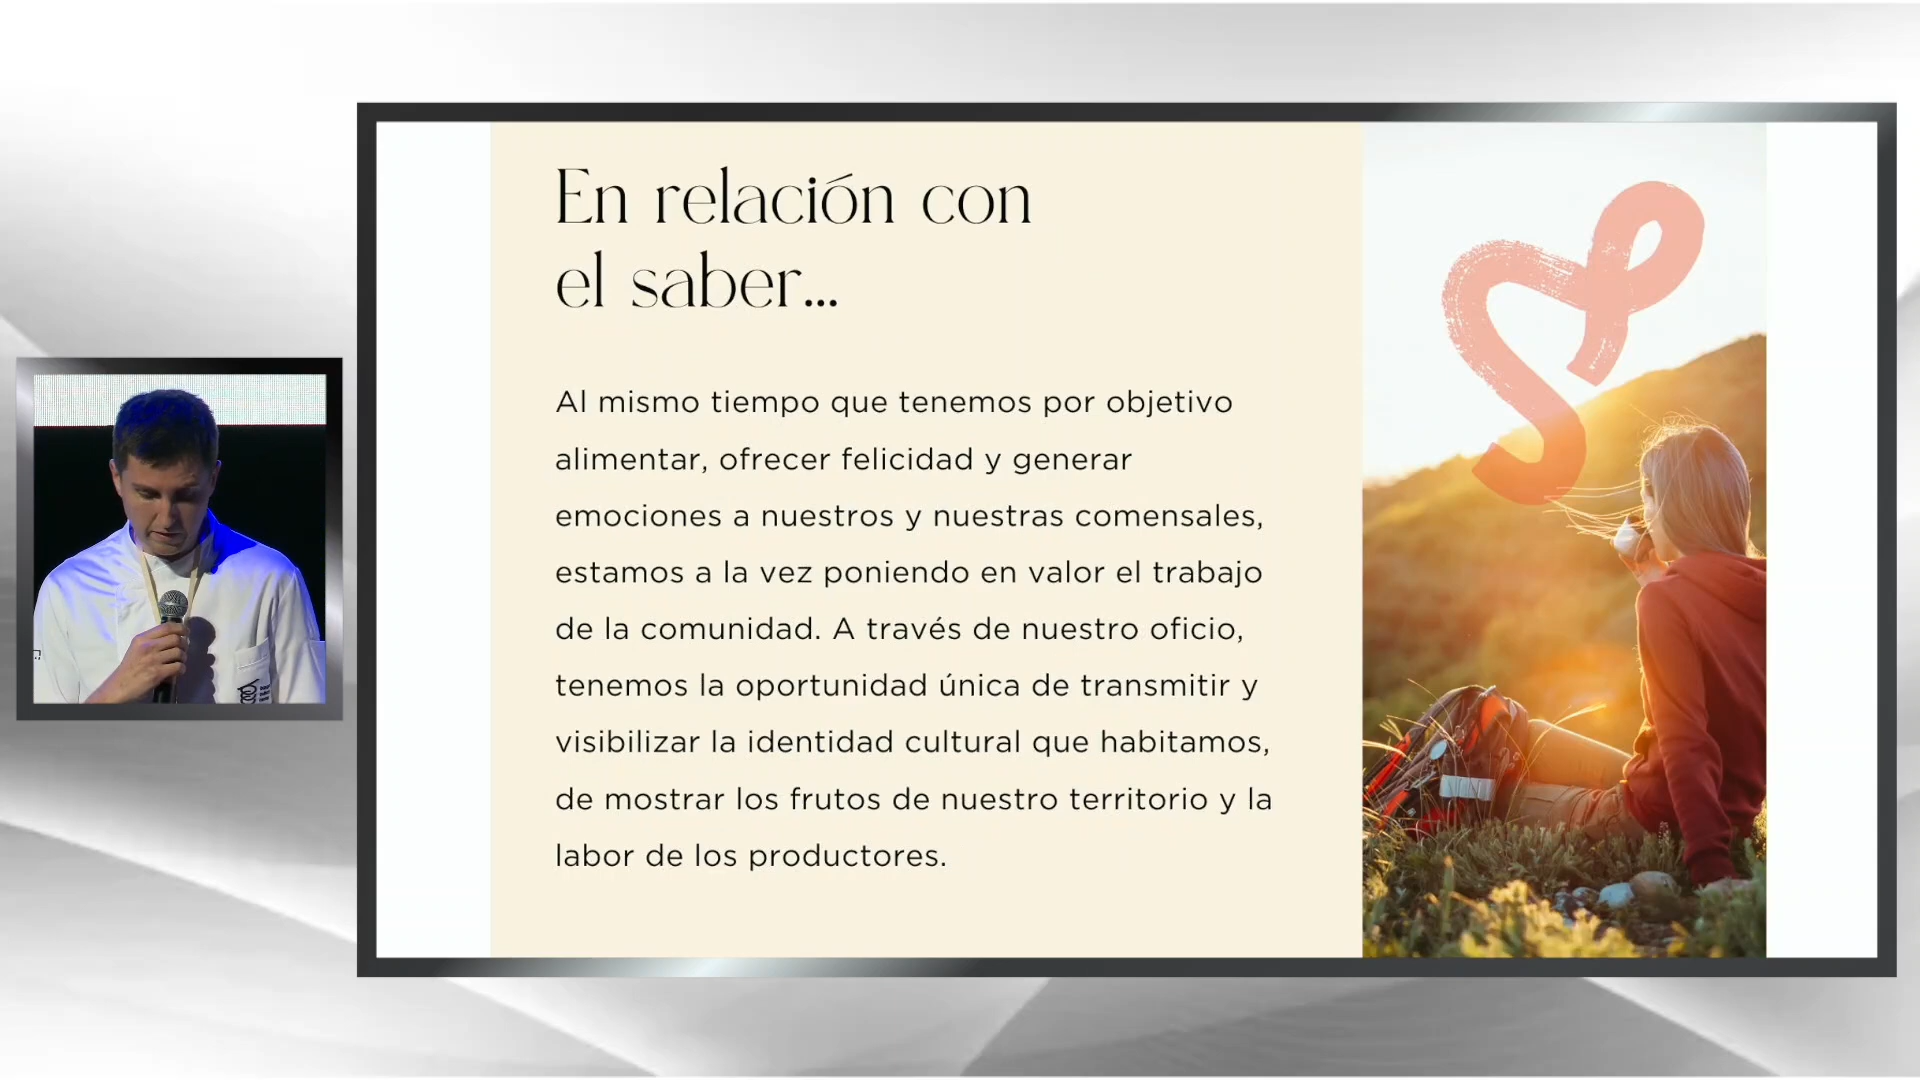 En relación con
el saber...
Al mismo tiempo que tenemos por objetivo
alimentar, ofrecer felicidad y generar
emociones a nuestros y nuestras comensales,
estamos a la vez poniendo en valor el trabajo
de la comunidad. A través de nuestro oficio,
tenemos la oportunidad única de transmitir y
visibilizar la identidad cultural que habitamos,
de mostrar los frutos de nuestro territorio y la
labor de los productores.